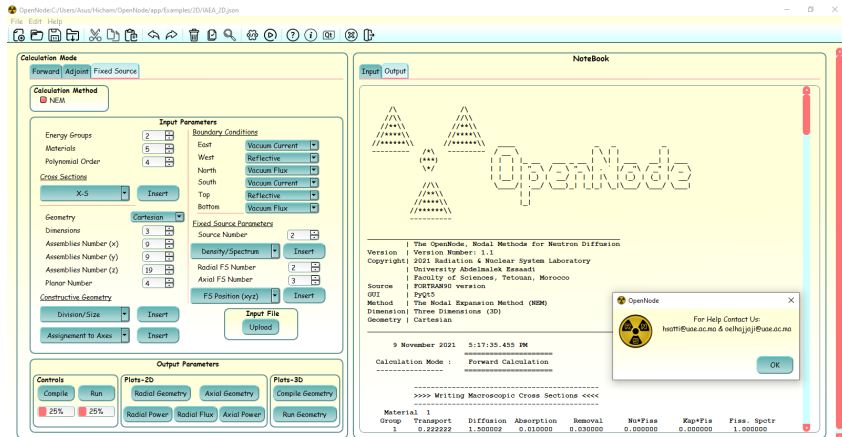 OpenNode:C:/Users/Asus/Hicham/OpenNode/app/Examples/2D/IAEA_2D.json
File Edit Help
Calculation Mode
Forward Adjoint Fixed Source
Calculation Method
NEM
Input Parameters
Energy Groups 2
Materials 5
Polynomial Order 4
Cross Sections
X-S Insert
Geometry Cartesian
Dimensions 3
Assemblies Number (x) 9
Assemblies Number (y) 9
Assemblies Number (z) 19
Planar Number 4
Constructive Geometry
Division/Size Insert
Assignement to Axes Insert
Boundary Conditions
East Vacuum Current
West Reflective
North Vacuum Flux
South Vacuum Current
Top Reflective
Bottom Vacuum Flux
Fixed Source Parameters
Source Number 2
Density/Spectrum Insert
Radial FS Number 2
Axial FS Number 3
FS Position (xyz) Insert
Input File
Upload
Output Parameters
Controls
Compile Run
25% 25%
Plots-2D
Radial Geometry Axial Geometry
Radial Power Radial Flux Axial Power
Plots-3D
Compile Geometry
Run Geometry
NoteBook
Input Output
OpenNode
| The OpenNode, Nodal Methods for Neutron Diffusion
Version | Version Number: 1.1
Copyright| 2021 Radiation & Nuclear System Laboratory
| University Abdelmalek Essaadi
| Faculty of Sciences, Tetouan, Morocco
Source | FORTRAN90 version
GUI | PyQt5
Method | The Nodal Expansion Method (NEM)
Dimension| Three Dimensions (3D)
Geometry | Cartesian
9 November 2021 5:17:35.455 PM
Calculation Mode : Forward Calculation
>>>> Writing Macroscopic Cross Sections <<<<
Material 1
Group Transport Diffusion Absorption Removal Nu*Fiss Kap*Fis Fiss. Spctr
1 0.222222 1.500002 0.010000 0.030000 0.000000 0.000000 1.000000
OpenNode
For Help Contact Us:
hsatti@uae.ac.ma & oelhajjaji@uae.ac.ma
OK